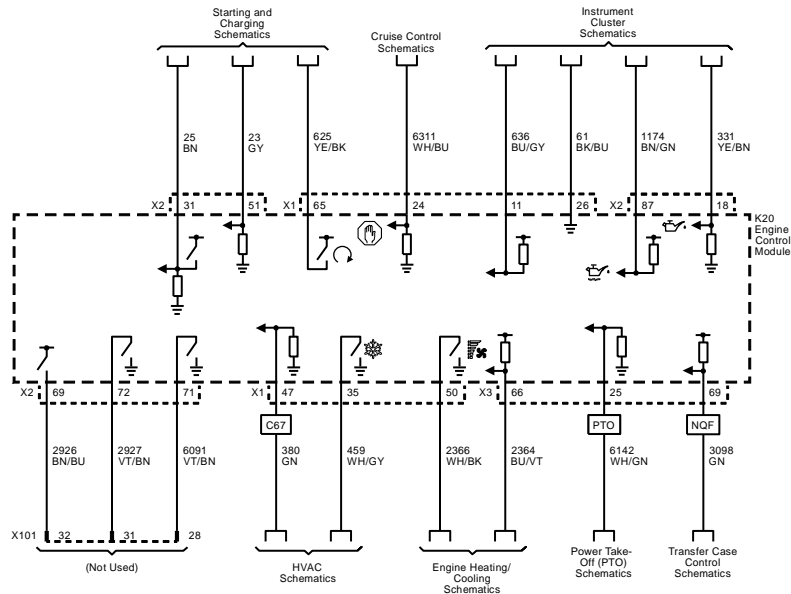 Starting and
Charging
Schematics
Cruise Control
Schematics
Instrument
Cluster
Schematics
25
BN
23
GY
625
YE/BK
6311
WH/BU
636
BU/GY
61
BK/BU
1174
BN/GN
331
YE/BN
X2 31 51 X1 65 24 11 26 X2 87 18
K20
Engine
Control
Module
X2 69 72 71 X1 47 35 50 X3 66 25 69
C67 PTO NQF
2926
BN/BU
2927
VT/BN
6091
VT/BN
380
GN
459
WH/GY
2366
WH/BK
2364
BU/VT
6142
WH/GN
3098
GN
X101 32 31 28
(Not Used)
HVAC
Schematics
Engine Heating/
Cooling
Schematics
Power Take-
Off (PTO)
Schematics
Transfer Case
Control
Schematics